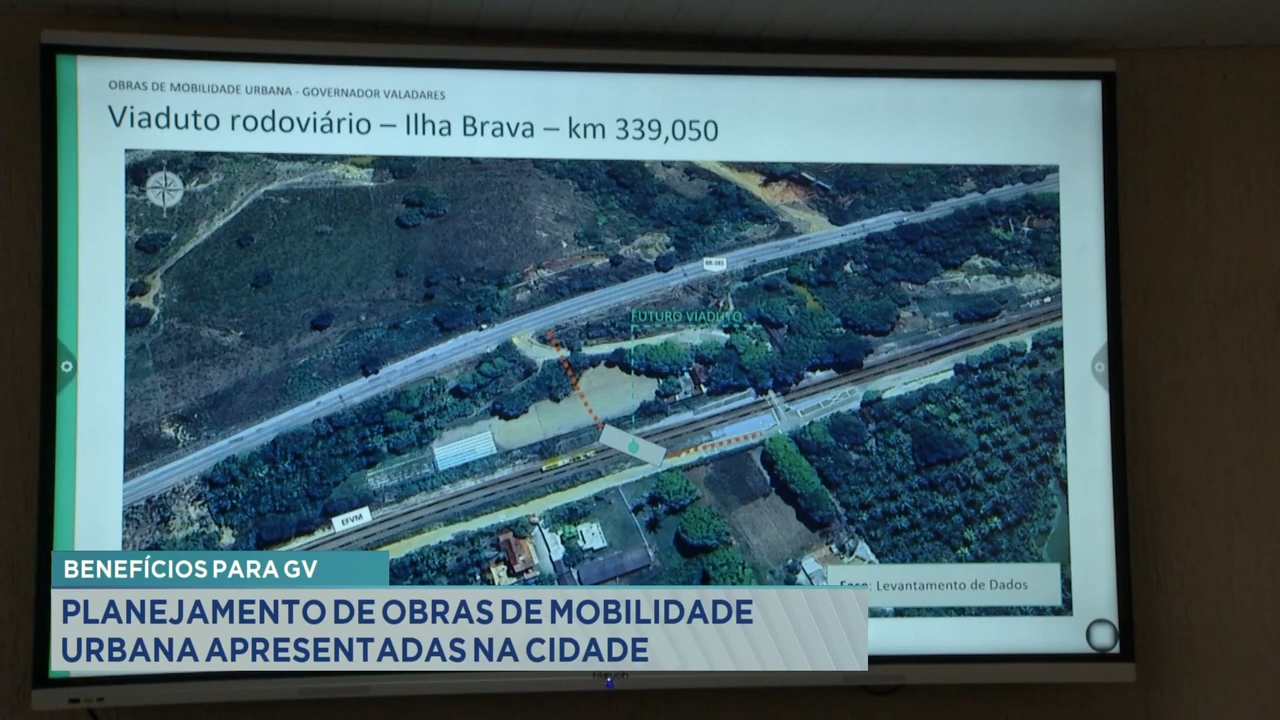 OBRAS DE MOBILIDADE URBANA - GOVERNADOR VALADARES
Viaduto rodoviário – Ilha Brava – km 339,050
BR-381
FUTURO VIADUTO
EFVM
: Levantamento de Dados
BENEFÍCIOS PARA GV
PLANEJAMENTO DE OBRAS DE MOBILIDADE
URBANA APRESENTADAS NA CIDADE